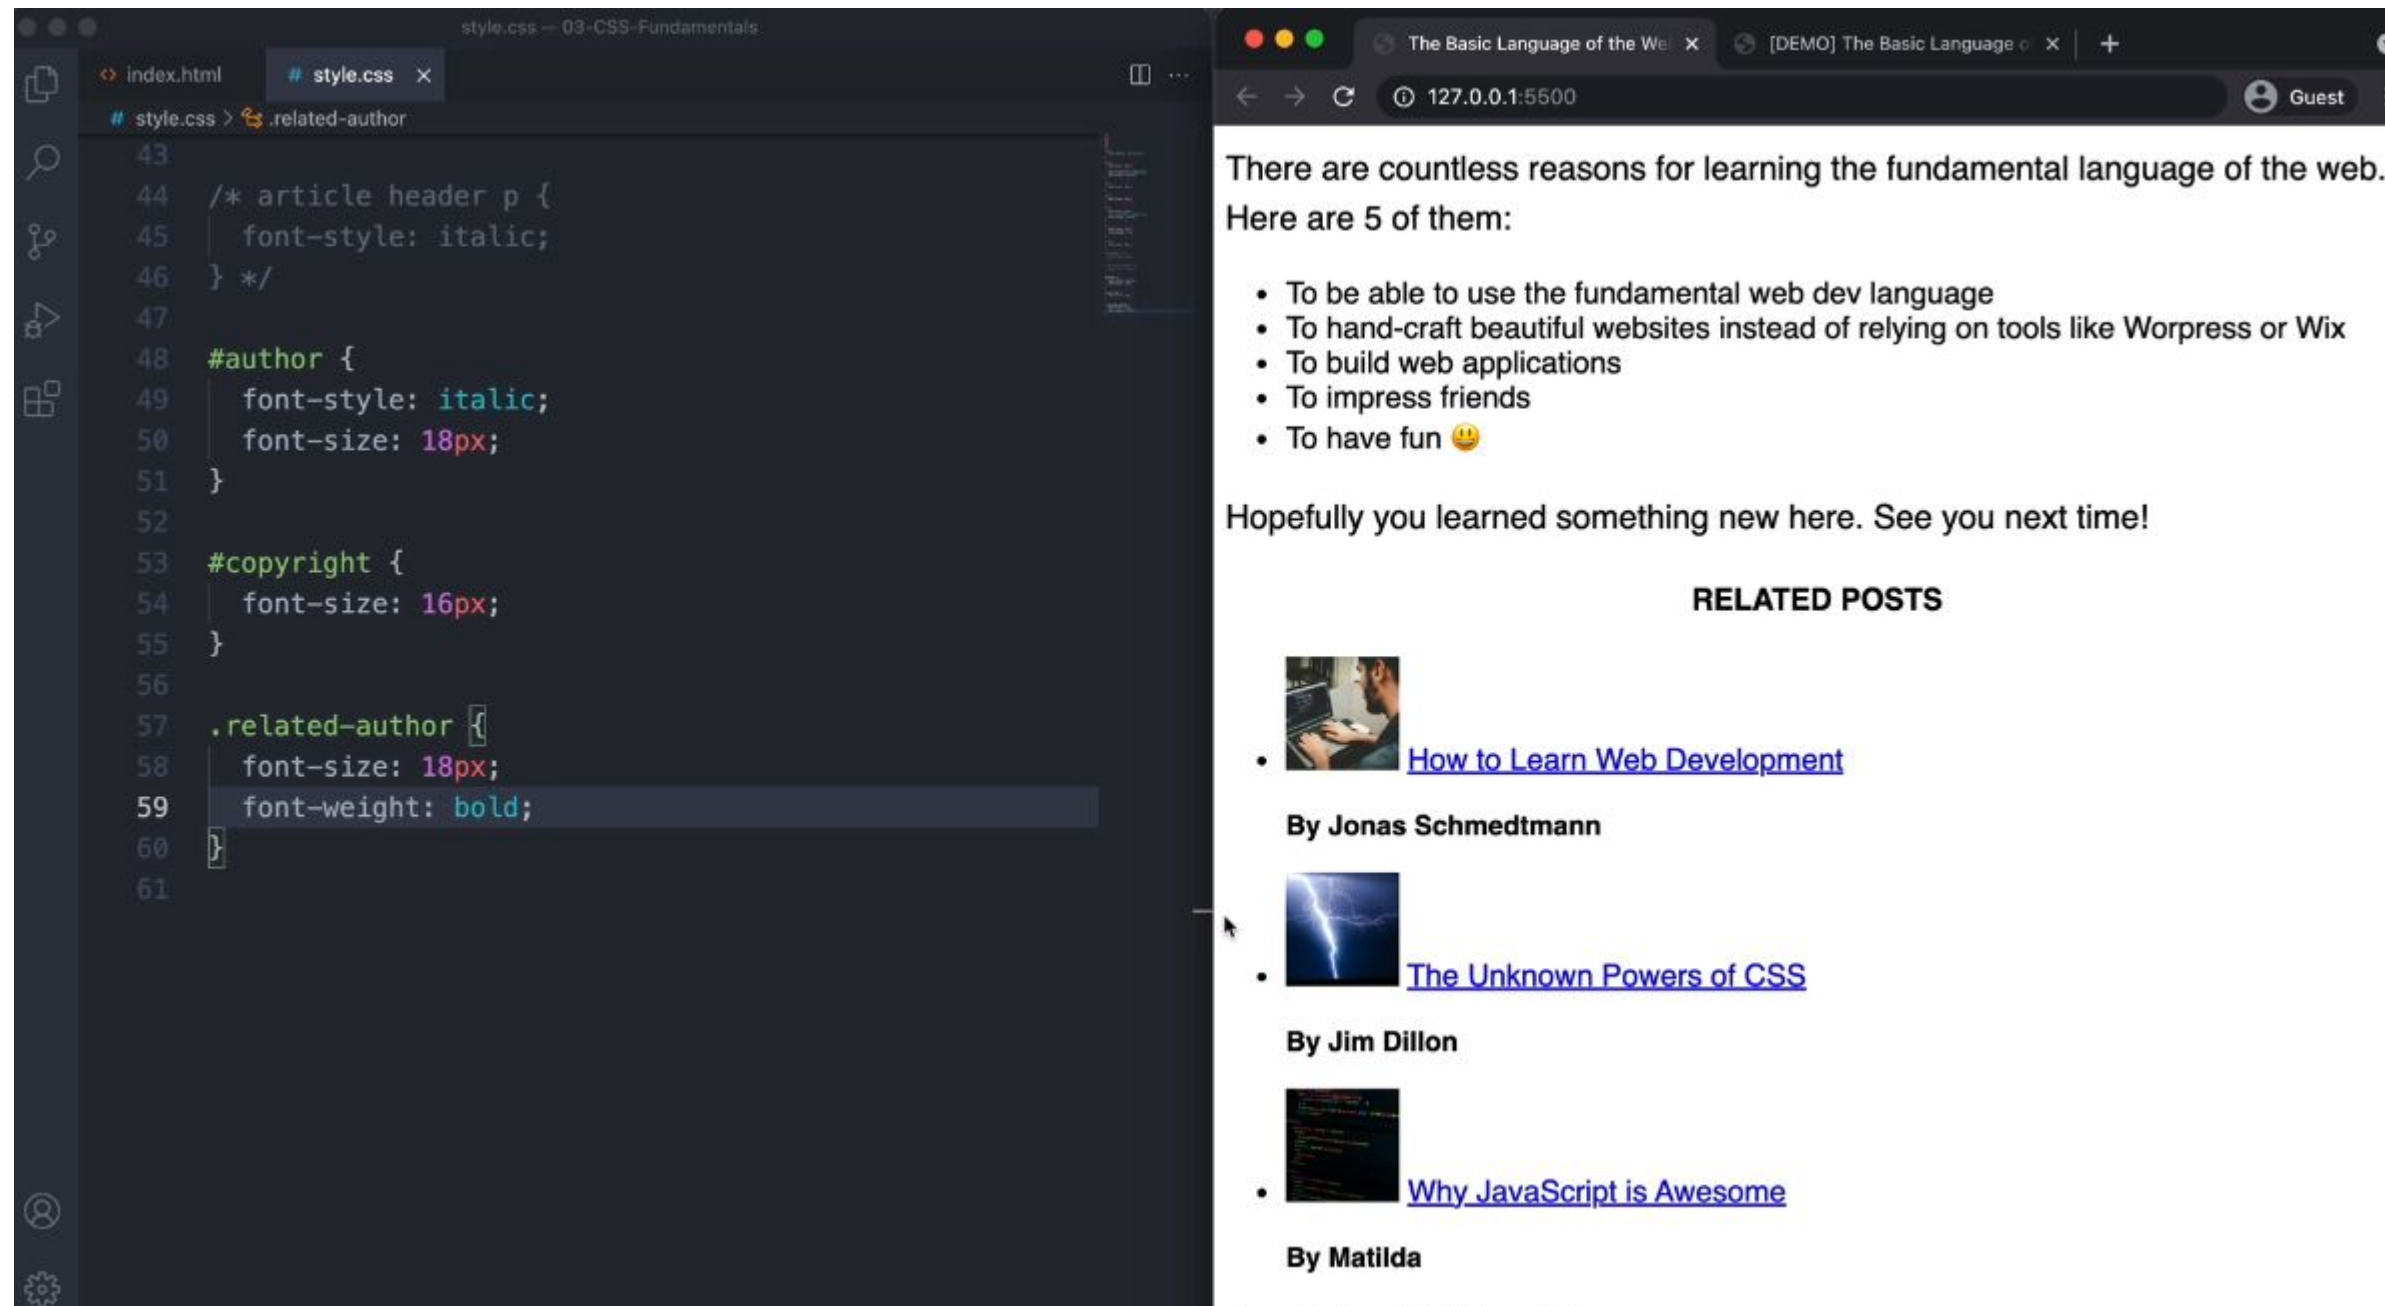 style.css — 03-CSS-Fundamentals
index.html
# style.css
# style.css > .related-author
43
44 /* article header p {
45 font-style: italic;
46 } */
47
48 #author {
49 font-style: italic;
50 font-size: 18px;
51 }
52
53 #copyright {
54 font-size: 16px;
55 }
56
57 .related-author {
58 font-size: 18px;
59 font-weight: bold;
60 }
61
The Basic Language of the We
[DEMO] The Basic Language o
127.0.0.1:5500
Guest
There are countless reasons for learning the fundamental language of the web.
Here are 5 of them:
• To be able to use the fundamental web dev language
• To hand-craft beautiful websites instead of relying on tools like Worpress or Wix
• To build web applications
• To impress friends
• To have fun 😃
Hopefully you learned something new here. See you next time!
RELATED POSTS
• How to Learn Web Development
By Jonas Schmedtmann
• The Unknown Powers of CSS
By Jim Dillon
• Why JavaScript is Awesome
By Matilda